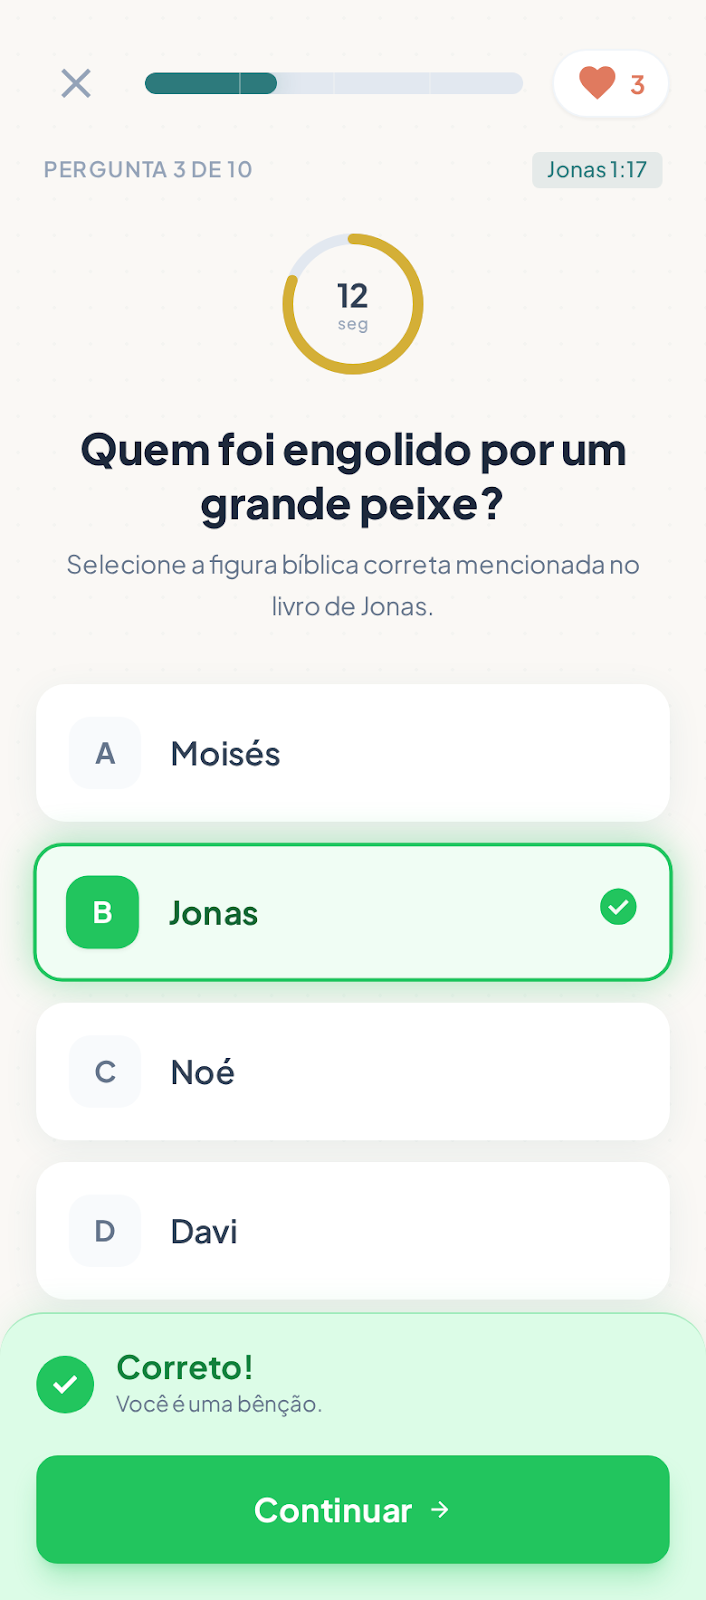 3
PERGUNTA 3 DE 10
Jonas 1:17
12
seg
Quem foi engolido por um
grande peixe?
Selecione a figura bíblica correta mencionada no
livro de Jonas.
A Moisés
B Jonas
C Noé
D Davi
Correto!
Você é uma bênção.
Continuar →